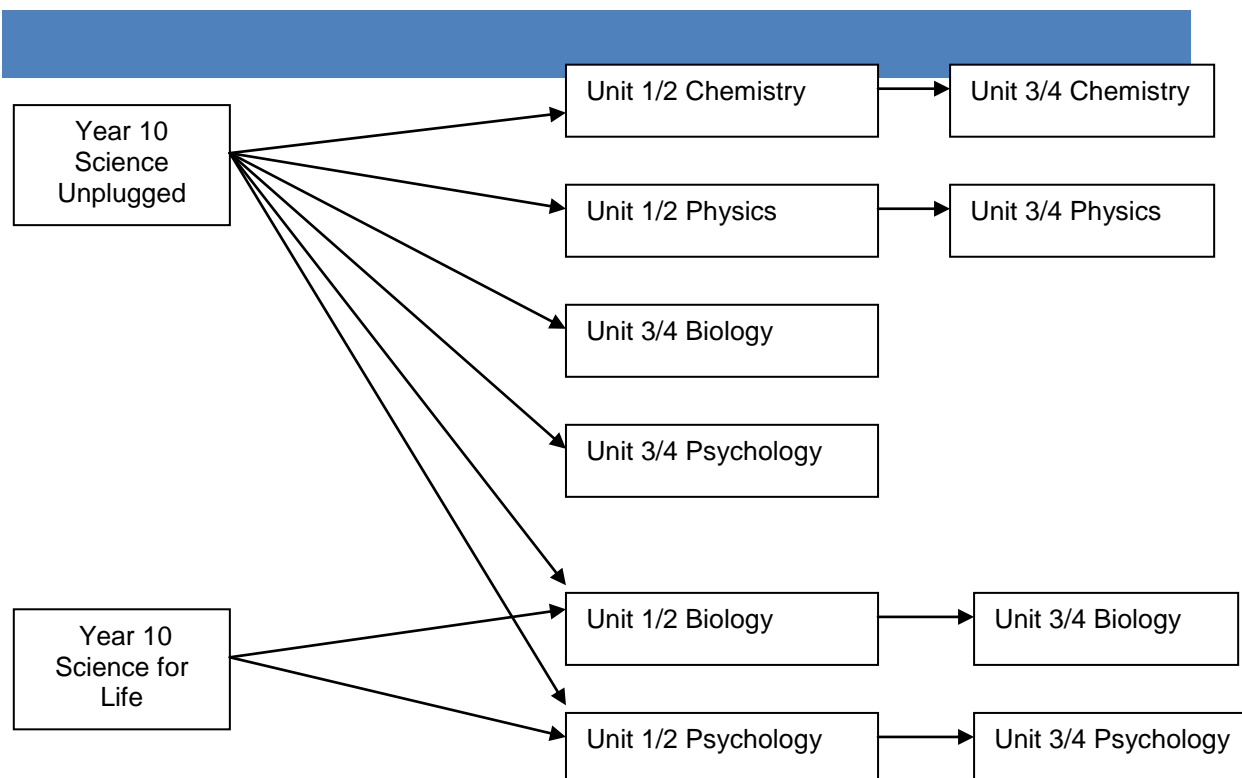 Unit 1/2 Chemistry
Unit 3/4 Chemistry
Year 10
Science
Unplugged
Unit 1/2 Physics
Unit 3/4 Physics
Unit 3/4 Biology
Unit 3/4 Psychology
Year 10
Science for
Life
Unit 1/2 Biology
Unit 3/4 Biology
Unit 1/2 Psychology
Unit 3/4 Psychology